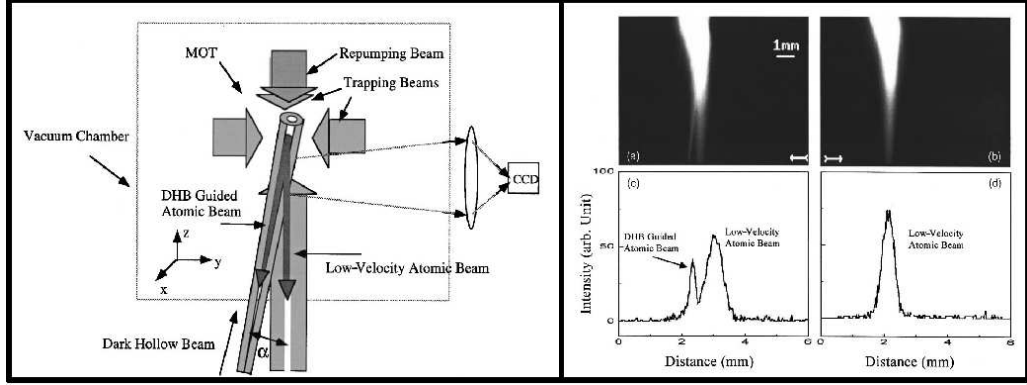 MOT
Repumping Beam
Trapping Beams
Vacuum Chamber
CCD
DHB Guided
Atomic Beam
z
y
x
Low-Velocity Atomic Beam
Dark Hollow Beam
α
1mm
(a)
(b)
(c)
(d)
Intensity (arb. Unit)
100
50
0
DHB Guided
Atomic Beam
Low-Velocity
Atomic Beam
Low-Velocity
Atomic Beam
0 2 4 6
0 2 4 6
Distance (mm)
Distance (mm)